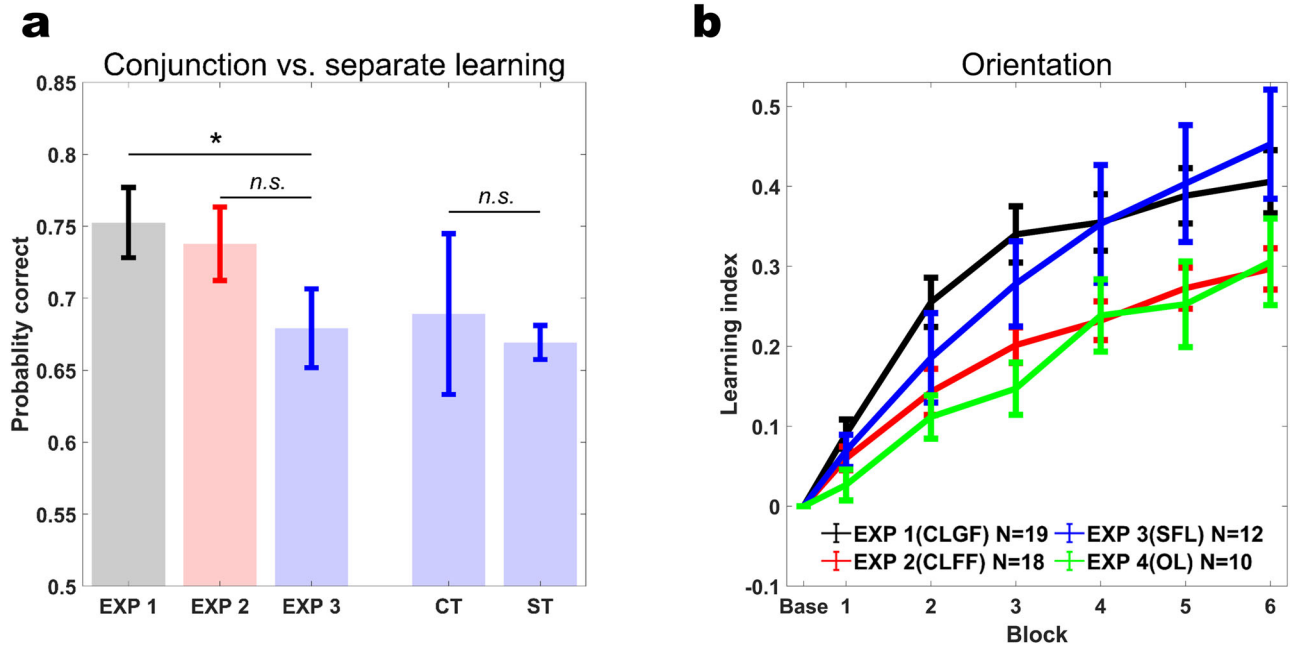 a
Conjunction vs. separate learning
Probablity correct
0.85
0.8
0.75
0.7
0.65
0.6
0.55
0.5
*
n.s.
n.s.
EXP 1
EXP 2
EXP 3
CT
ST
b
Orientation
Learning index
0.5
0.4
0.3
0.2
0.1
0
-0.1
EXP 1(CLGF) N=19
EXP 2(CLFF) N=18
EXP 3(SFL) N=12
EXP 4(OL) N=10
Base 1 2 3 4 5 6
Block